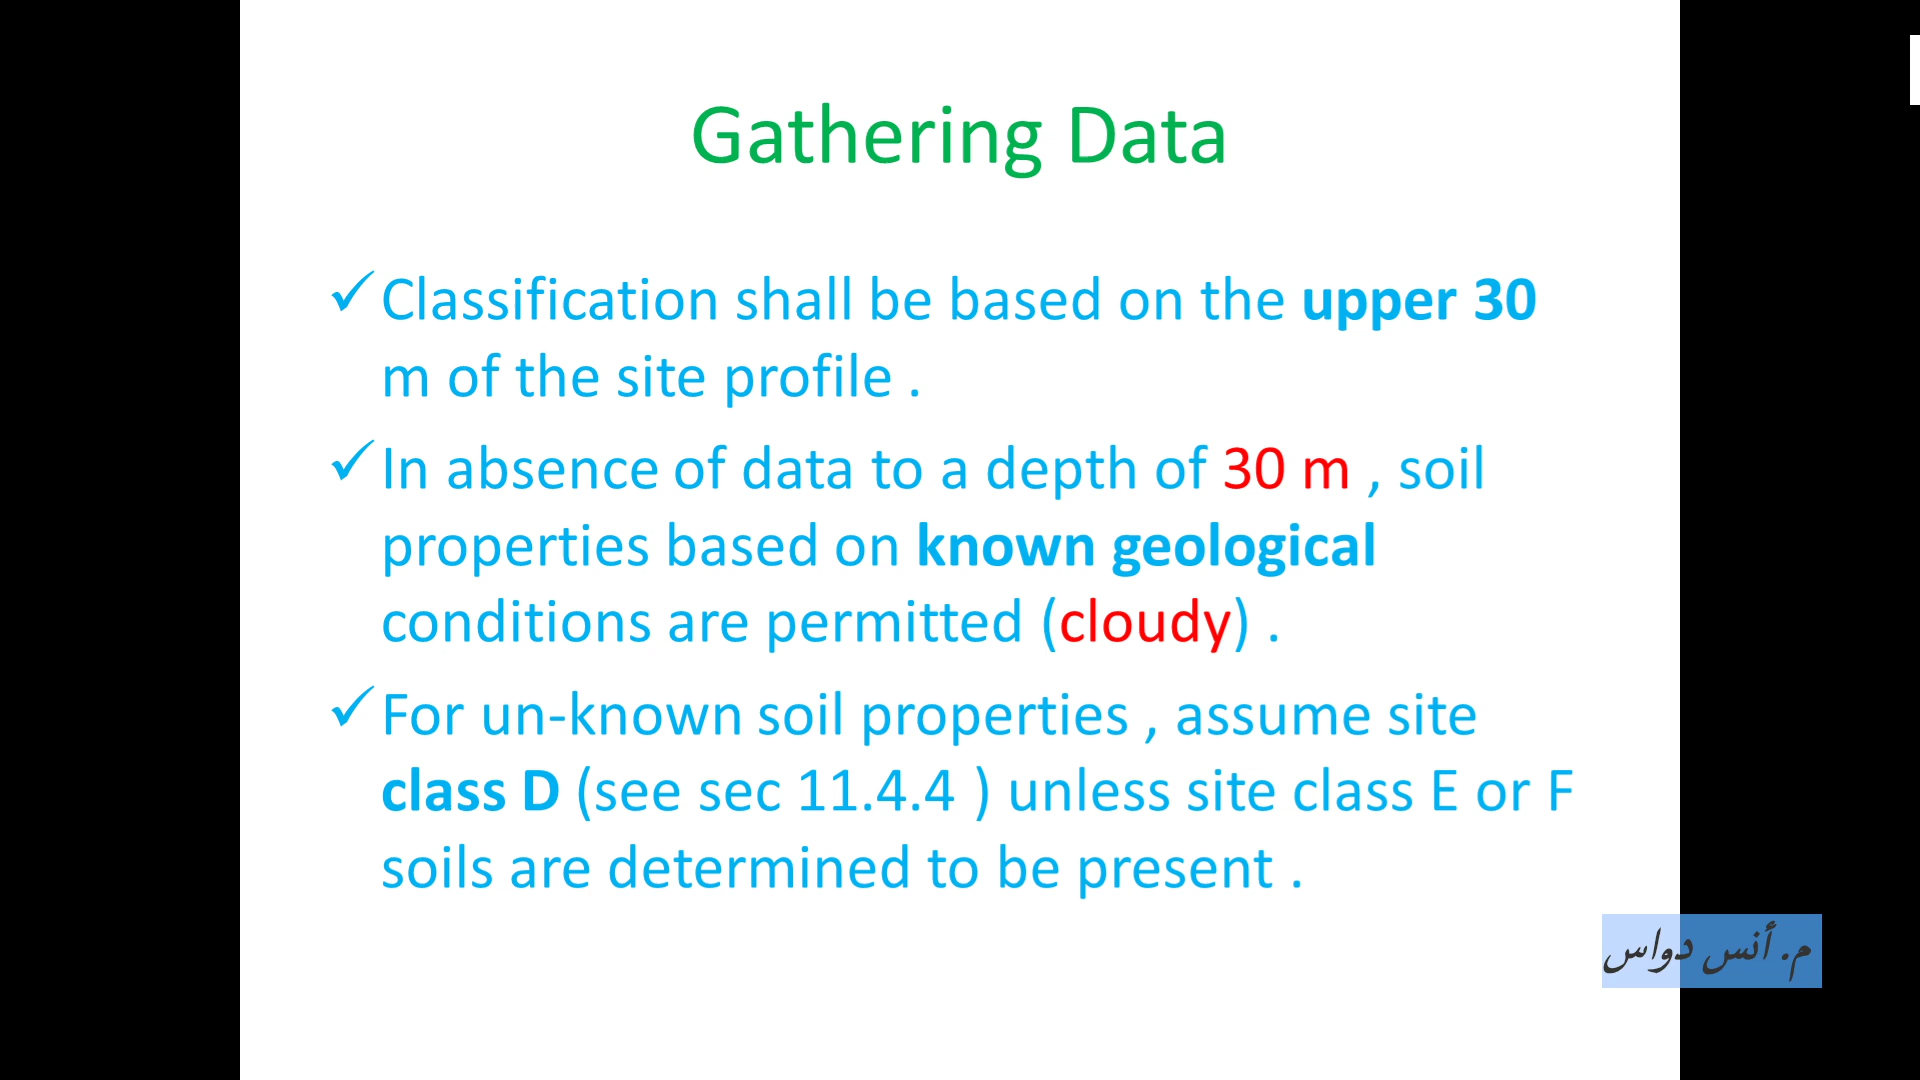 Gathering Data
✓Classification shall be based on the upper 30
m of the site profile .
✓In absence of data to a depth of 30 m , soil
properties based on known geological
conditions are permitted (cloudy) .
✓For un-known soil properties , assume site
class D (see sec 11.4.4 ) unless site class E or F
soils are determined to be present .
م. أنس دواس